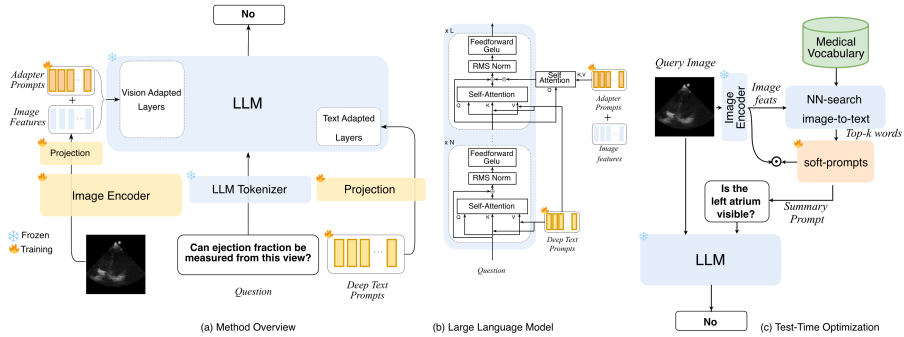 No
Adapter
Prompts
+
Image
Features
Vision Adapted
Layers
LLM
Text Adapted
Layers
Projection
Image Encoder
LLM Tokenizer
Projection
Frozen
Training
Can ejection fraction be
measured from this view?
Question
Deep Text
Prompts
(a) Method Overview
x L
Feedforward
Gelu
RMS Norm
Self-Attention
Q
K
V
Self
Attention
K,V
Q
Adapter
Prompts
+
Image
features
x N
Feedforward
Gelu
RMS Norm
Self-Attention
Q
K
V
Deep Text
Prompts
Question
(b) Large Language Model
Medical
Vocabulary
Query Image
Image
Encoder
Image
feats
NN-search
image-to-text
Top-k words
soft-prompts
Is the
left atrium
visible?
Summary
Prompt
LLM
No
(c) Test-Time Optimization